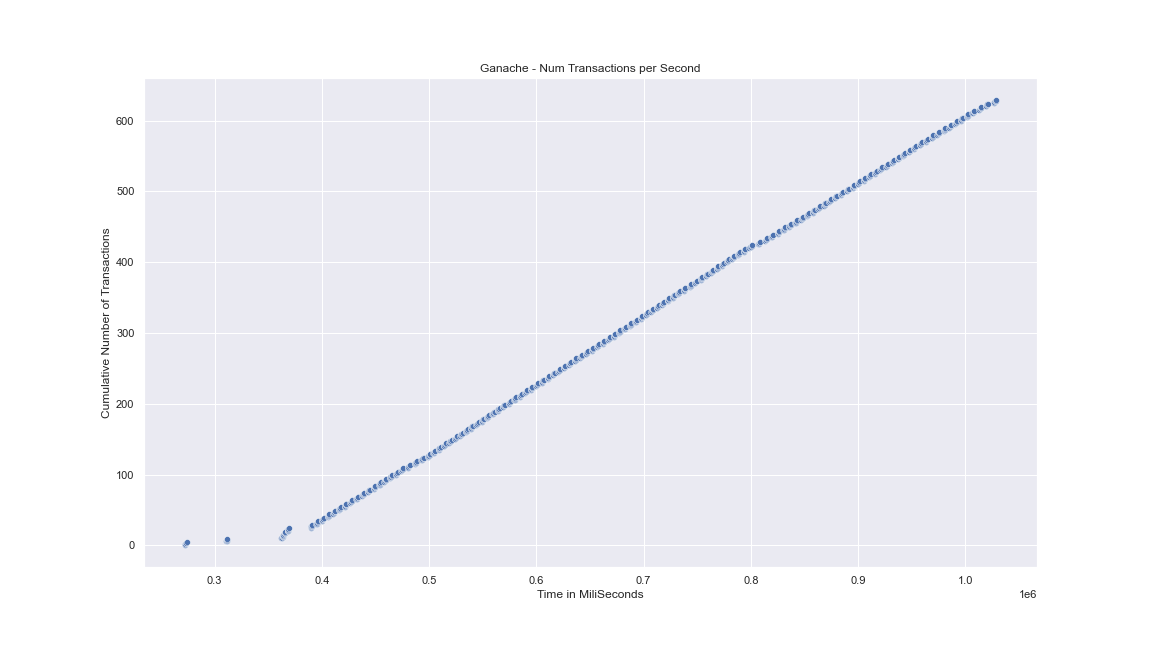 Ganache - Num Transactions per Second
Cumulative Number of Transactions
600
500
400
300
200
100
0
0.3 0.4 0.5 0.6 0.7 0.8 0.9 1.0
1e6
Time in MiliSeconds